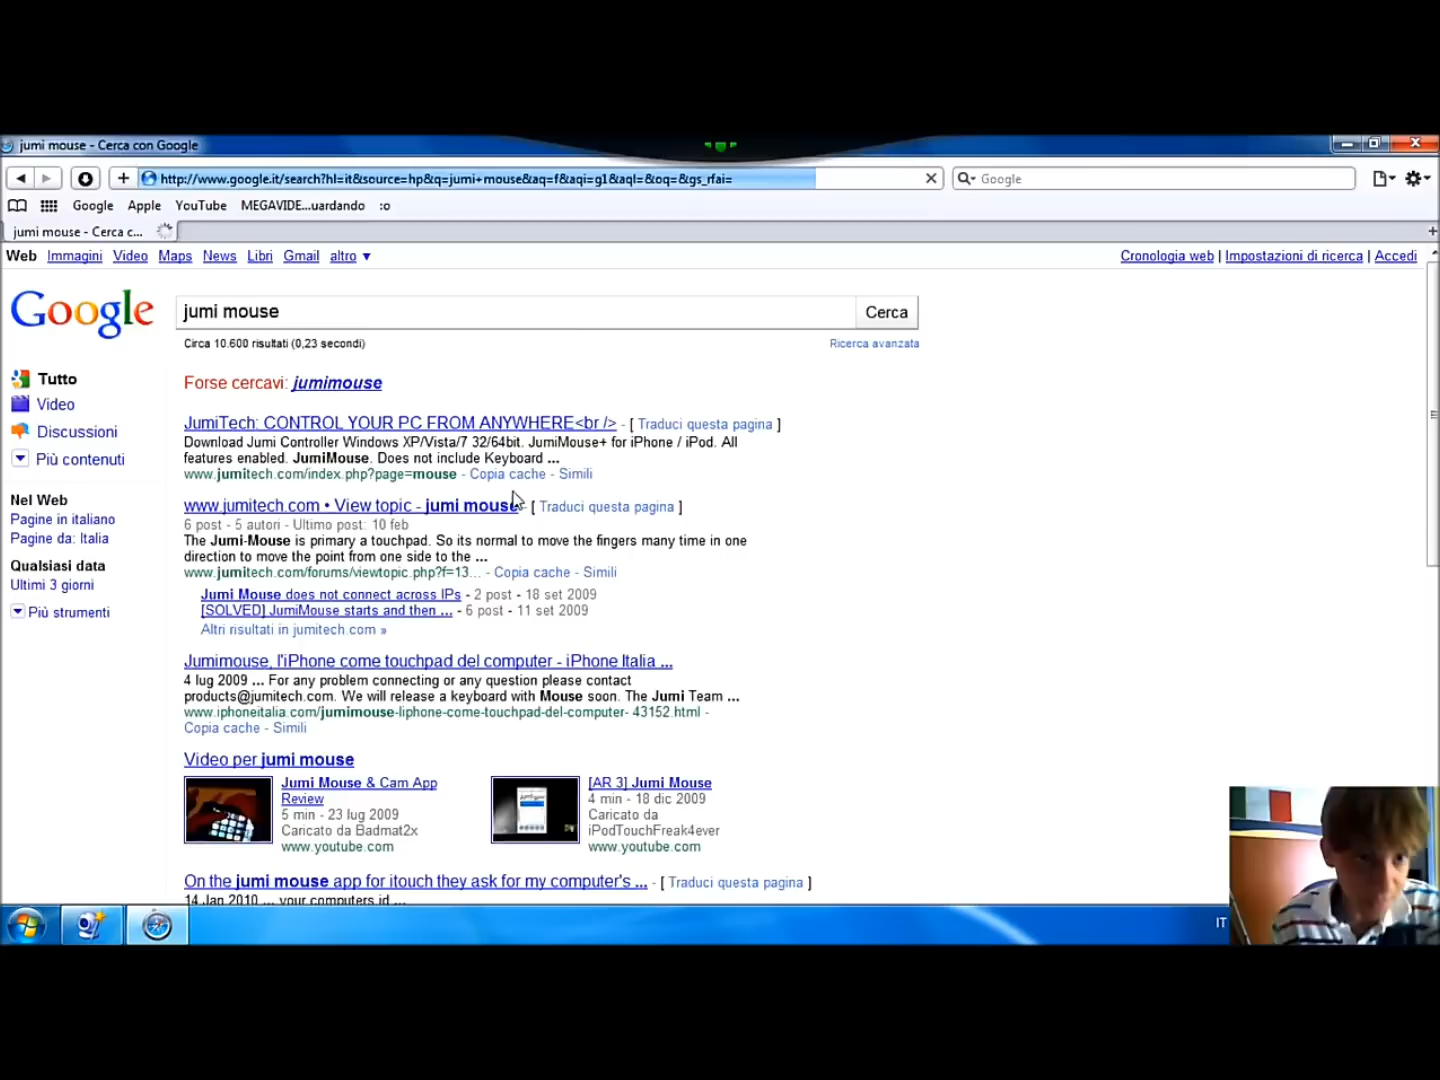 jumi mouse - Cerca con Google
http://www.google.it/search?hl=it&source=hp&q=jumi+mouse&aq=f&aqi=g1&aql=&oq=&gs_rfai=
Google
Google Apple YouTube MEGAVIDE...uardando :o
jumi mouse - Cerca c...
Web Immagini Video Maps News Libri Gmail altro ▼
Cronologia web | Impostazioni di ricerca | Accedi
Google
jumi mouse
Cerca
Circa 10.600 risultati (0,23 secondi)
Ricerca avanzata
Tutto
Video
Discussioni
Più contenuti
Nel Web
Pagine in italiano
Pagine da: Italia
Qualsiasi data
Ultimi 3 giorni
Più strumenti
Forse cercavi: jumimouse
JumiTech: CONTROL YOUR PC FROM ANYWHERE<br /> - [ Traduci questa pagina ]
Download Jumi Controller Windows XP/Vista/7 32/64bit. JumiMouse+ for iPhone / iPod. All
features enabled. JumiMouse. Does not include Keyboard ...
www.jumitech.com/index.php?page=mouse - Copia cache - Simili
www.jumitech.com • View topic - jumi mouse - [ Traduci questa pagina ]
6 post - 5 autori - Ultimo post: 10 feb
The Jumi-Mouse is primary a touchpad. So its normal to move the fingers many time in one
direction to move the point from one side to the ...
www.jumitech.com/forums/viewtopic.php?f=13... - Copia cache - Simili
Jumi Mouse does not connect across IPs - 2 post - 18 set 2009
[SOLVED] JumiMouse starts and then ... - 6 post - 11 set 2009
Altri risultati in jumitech.com »
Jumimouse, l'iPhone come touchpad del computer - iPhone Italia ...
4 lug 2009 ... For any problem connecting or any question please contact
products@jumitech.com. We will release a keyboard with Mouse soon. The Jumi Team ...
www.iphoneitalia.com/jumimouse-liphone-come-touchpad-del-computer- 43152.html -
Copia cache - Simili
Video per jumi mouse
Jumi Mouse & Cam App
Review
5 min - 23 lug 2009
Caricato da Badmat2x
www.youtube.com
[AR 3] Jumi Mouse
4 min - 18 dic 2009
Caricato da
iPodTouchFreak4ever
www.youtube.com
On the jumi mouse app for itouch they ask for my computer's ... - [ Traduci questa pagina ]
14 Jan 2010 ... your computers id ...
IT